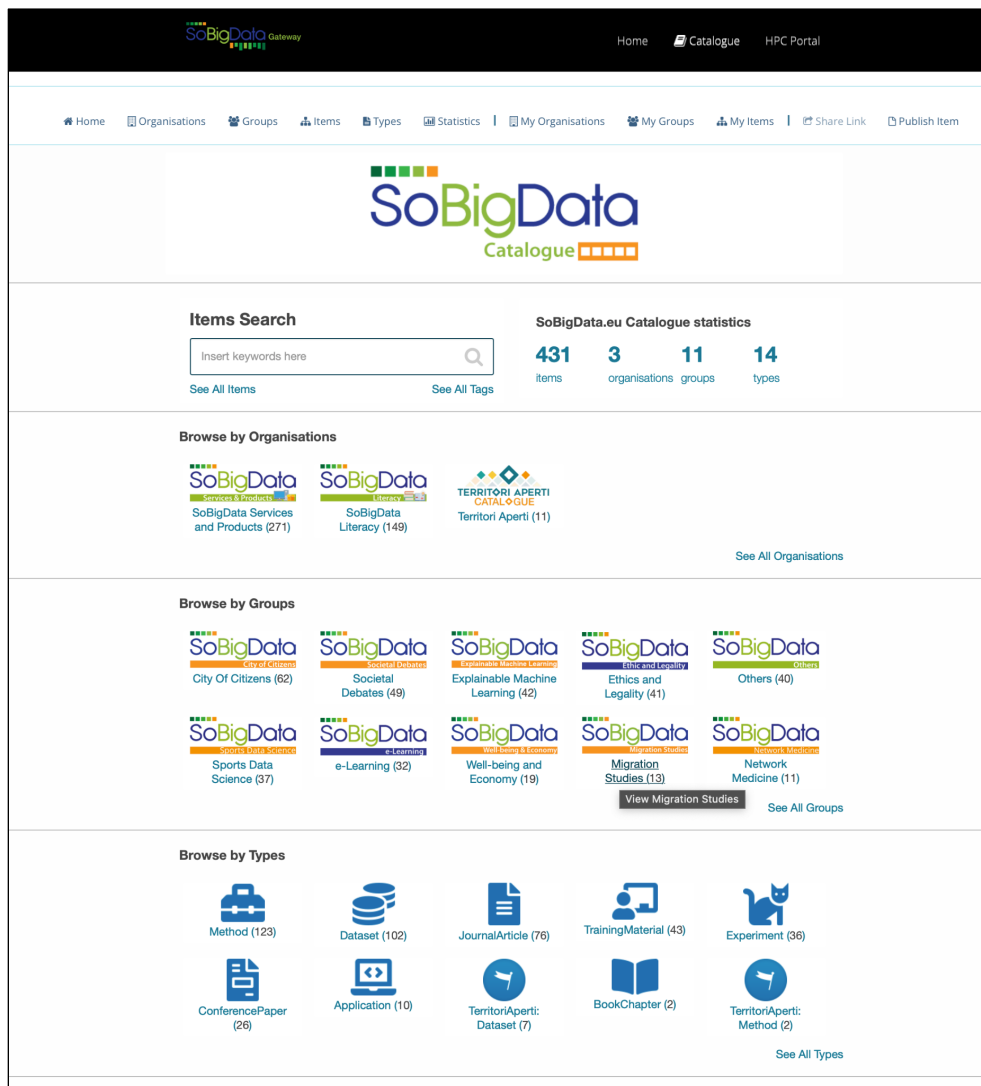 SoBigData Gateway
Home Catalogue HPC Portal
Home Organisations Groups Items Types Statistics | My Organisations My Groups My Items | Share Link Publish Item
SoBigData
Catalogue
Items Search
Insert keywords here
See All Items See All Tags
SoBigData.eu Catalogue statistics
431 3 11 14
items organisations groups types
Browse by Organisations
SoBigData SoBigData
Services & Products Literacy TERRITORI APERTI
CATALOGUE
SoBigData Services
and Products (271)
SoBigData
Literacy (149)
Territori Aperti (11)
See All Organisations
Browse by Groups
SoBigData SoBigData SoBigData SoBigData SoBigData
City of Citizens Societal Debates Explainable Machine Learning Ethic and Legality Others
City Of Citizens (62)
Societal
Debates (49)
Explainable Machine
Learning (42)
Ethics and
Legality (41)
Others (40)
SoBigData SoBigData SoBigData SoBigData SoBigData
Sports Data Science e-Learning Well-being & Economy Migration Studies Network Medicine
Sports Data
Science (37)
e-Learning (32)
Well-being and
Economy (19)
Migration
Studies (13)
Network
Medicine (11)
View Migration Studies
See All Groups
Browse by Types
Method (123)
Dataset (102)
JournalArticle (76)
TrainingMaterial (43)
Experiment (36)
ConferencePaper
(26)
Application (10)
TerritoriAperti:
Dataset (7)
BookChapter (2)
TerritoriAperti:
Method (2)
See All Types